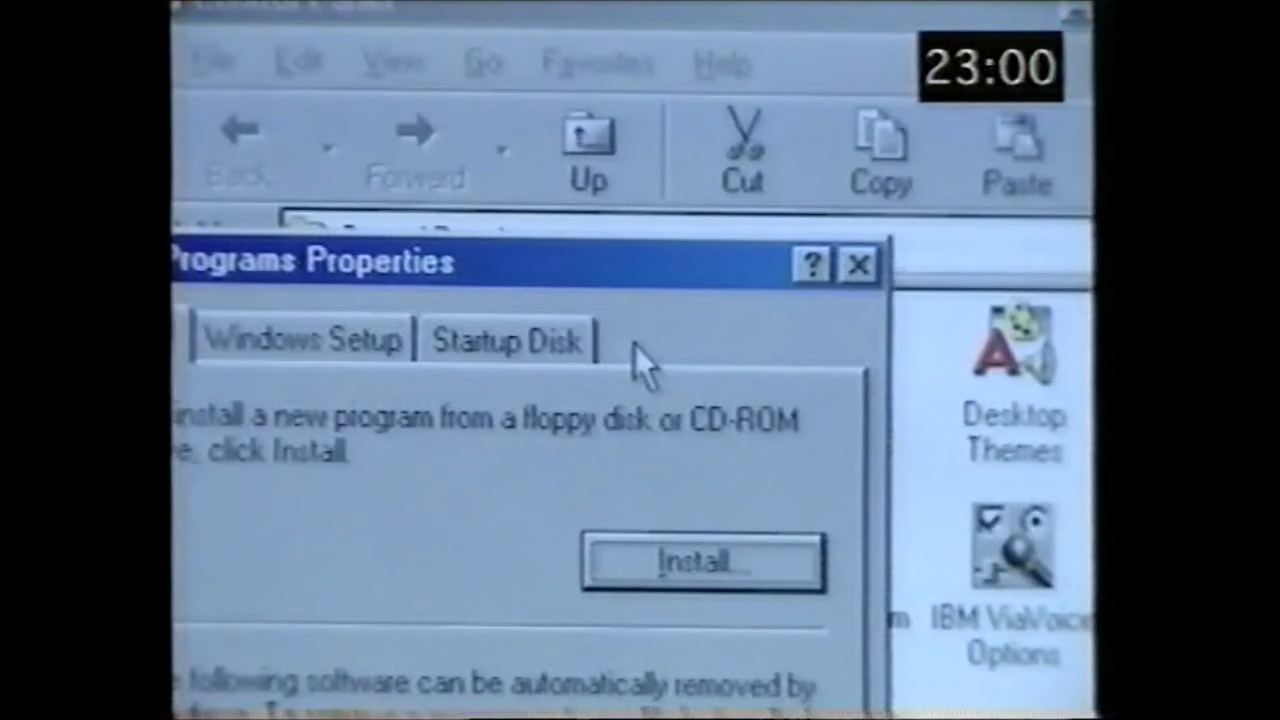 23:00
File Edit View Go Favorites Help
Back Forward Up Cut Copy Paste
Programs Properties
Windows Setup Startup Disk
install a new program from a floppy disk or CD-ROM
e, click Install.
Install...
following software can be automatically removed by
Desktop
Themes
IBM ViaVoice
Options